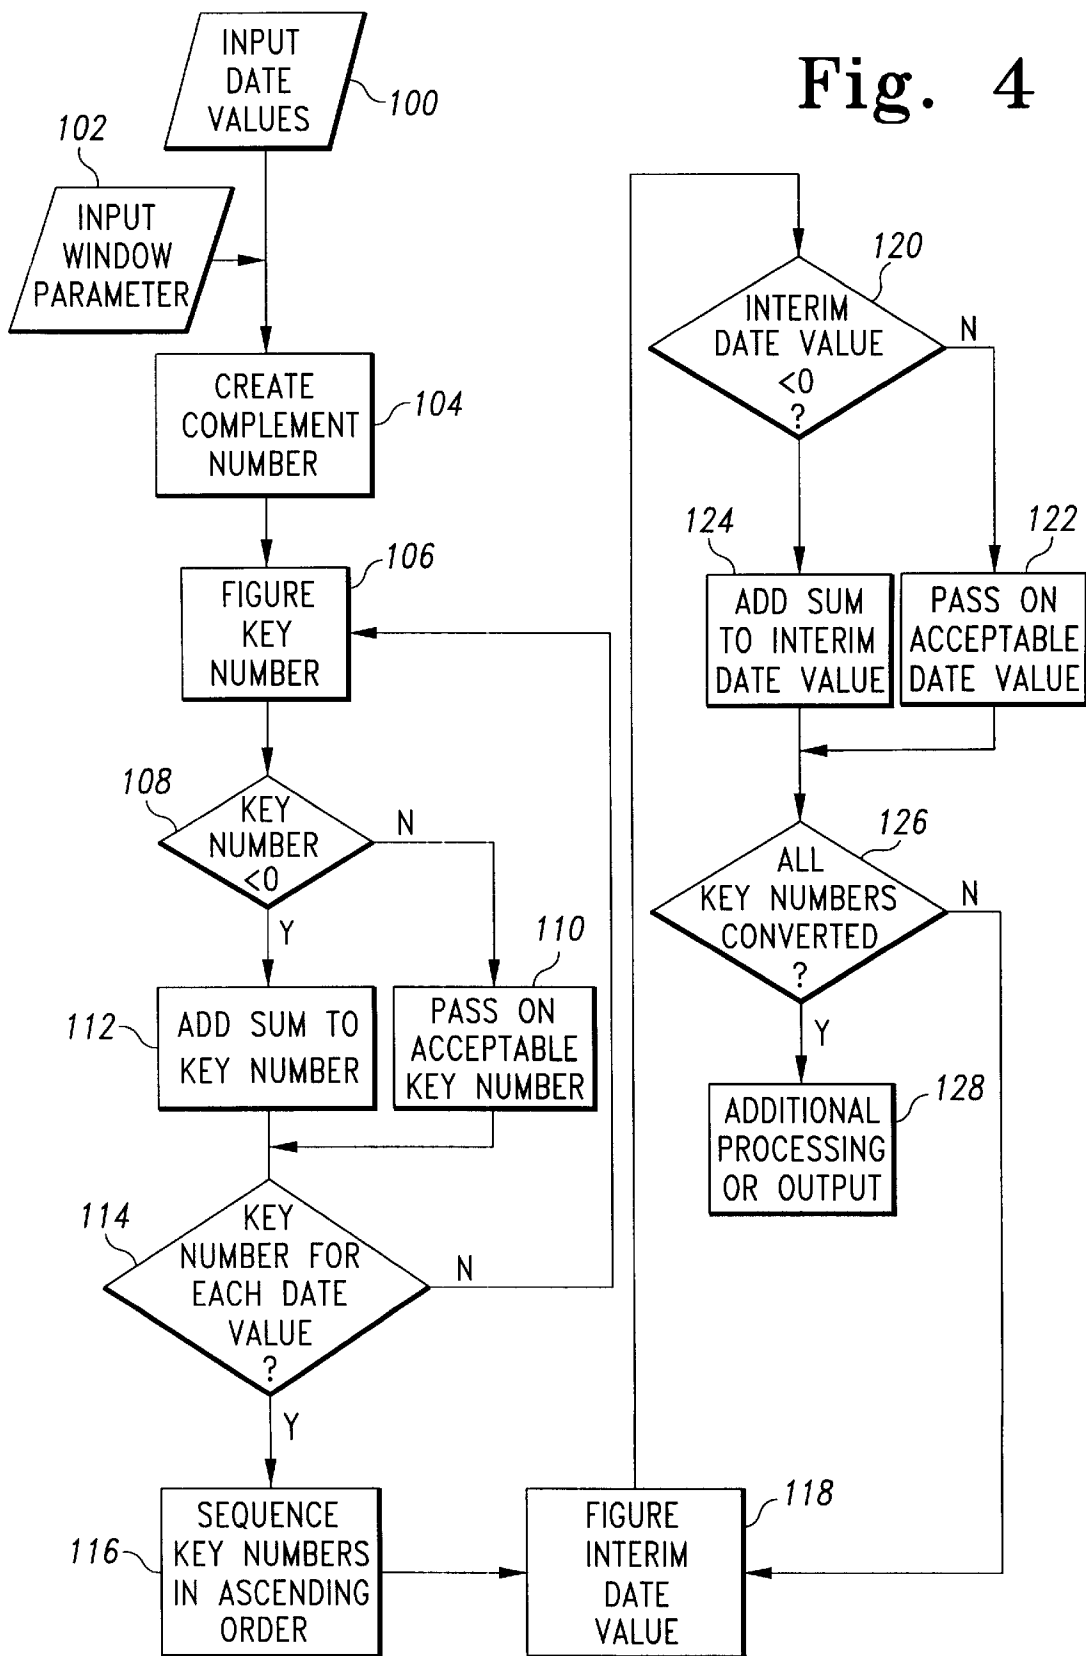 Fig. 4
INPUT
DATE
VALUES
100
102
INPUT
WINDOW
PARAMETER
CREATE
COMPLEMENT
NUMBER
104
106
FIGURE
KEY
NUMBER
108
KEY
NUMBER
<0
N
Y
110
PASS ON
ACCEPTABLE
KEY NUMBER
112
ADD SUM TO
KEY NUMBER
114
KEY
NUMBER FOR
EACH DATE
VALUE
?
N
Y
116
SEQUENCE
KEY NUMBERS
IN ASCENDING
ORDER
118
FIGURE
INTERIM
DATE
VALUE
120
INTERIM
DATE VALUE
<0
?
N
122
PASS ON
ACCEPTABLE
DATE VALUE
124
ADD SUM
TO INTERIM
DATE VALUE
126
ALL
KEY NUMBERS
CONVERTED
?
N
Y
128
ADDITIONAL
PROCESSING
OR OUTPUT